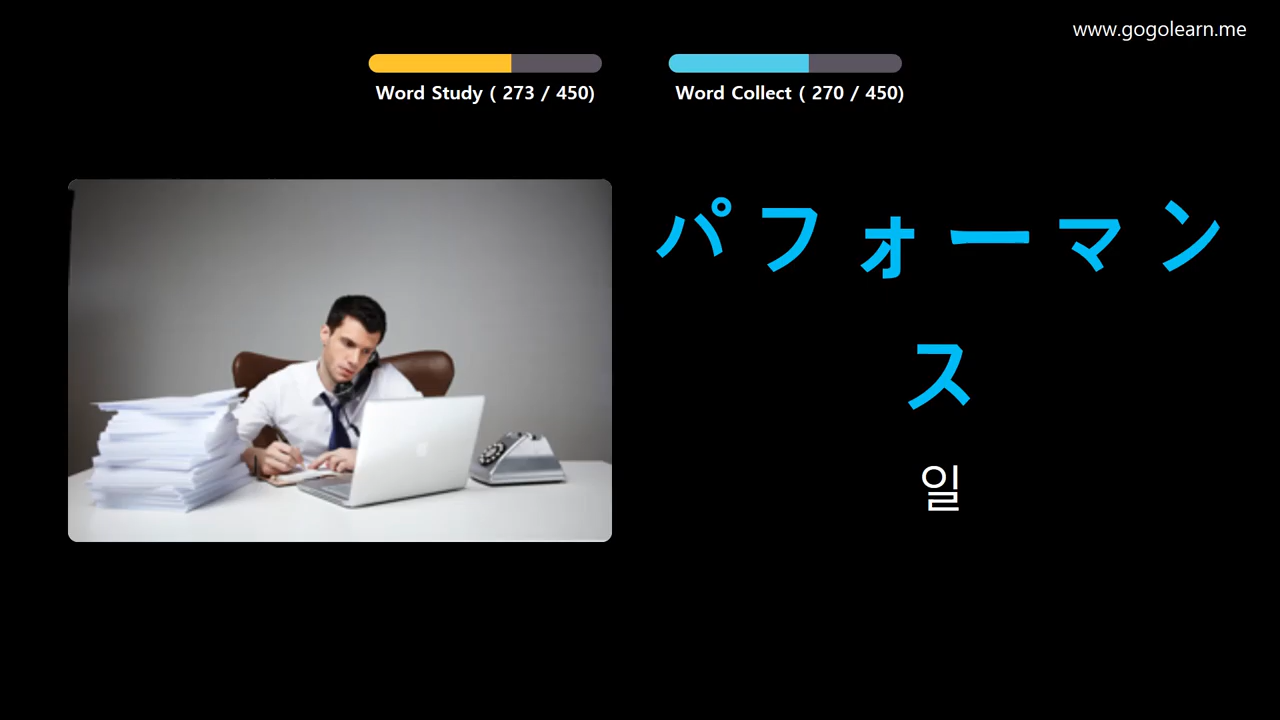 www.gogolearn.me
Word Study ( 273 / 450)
Word Collect ( 270 / 450)
パフォーマン
ス
일